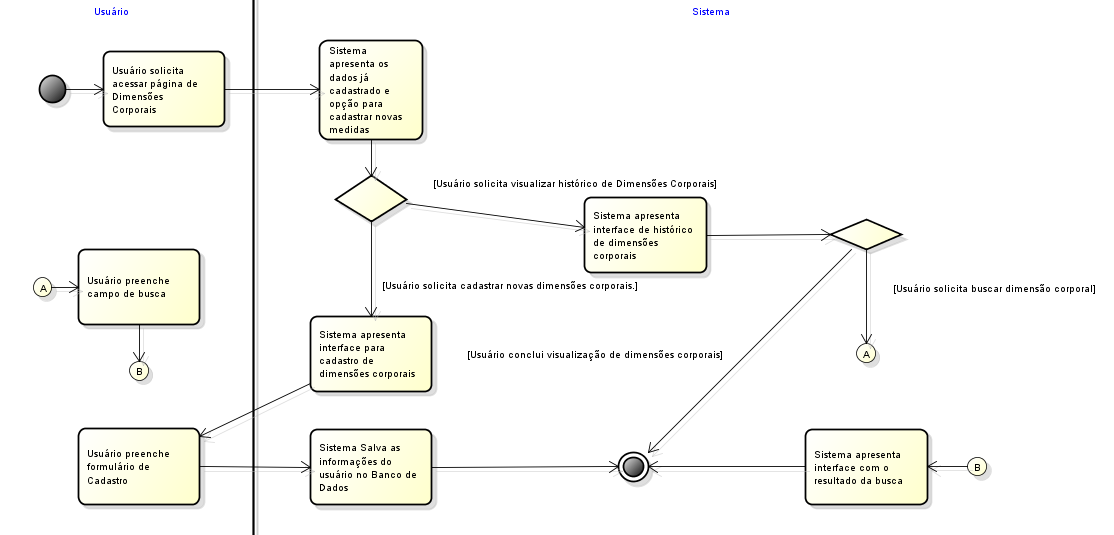 Usuário
Sistema
Usuário solicita
acessar página de
Dimensões
Corporais
Sistema
apresenta os
dados já
cadastrado e
opção para
cadastrar novas
medidas
[Usuário solicita visualizar histórico de Dimensões Corporais]
Sistema apresenta
interface de histórico
de dimensões
corporais
A
Usuário preenche
campo de busca
B
[Usuário solicita cadastrar novas dimensões corporais.]
[Usuário solicita buscar dimensão corporal]
Sistema apresenta
interface para
cadastro de
dimensões corporais
[Usuário conclui visualização de dimensões corporais]
A
Usuário preenche
formulário de
Cadastro
Sistema Salva as
informações do
usuário no Banco de
Dados
Sistema apresenta
interface com o
resultado da busca
B